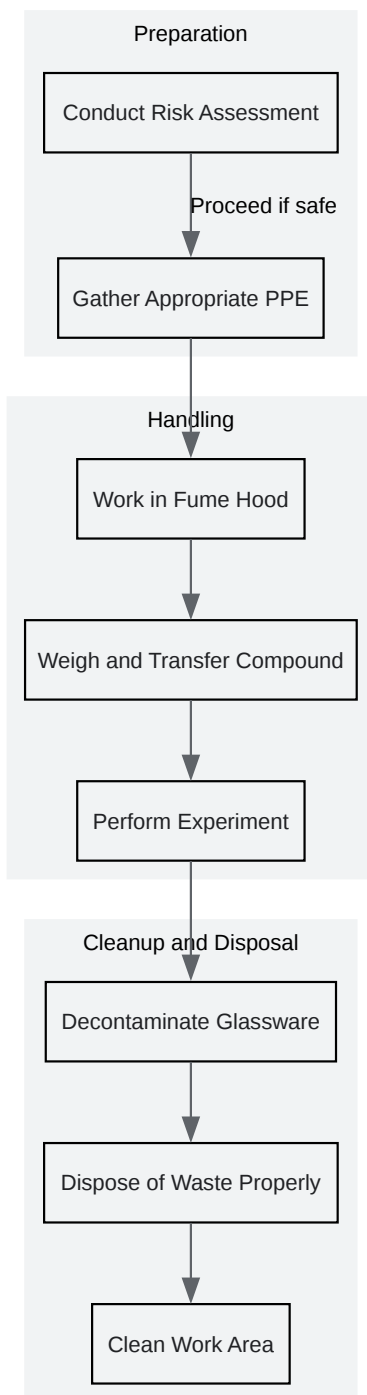 Preparation
Conduct Risk Assessment
Proceed if safe
Gather Appropriate PPE
Handling
Work in Fume Hood
Weigh and Transfer Compound
Perform Experiment
Cleanup and Disposal
Decontaminate Glassware
Dispose of Waste Properly
Clean Work Area